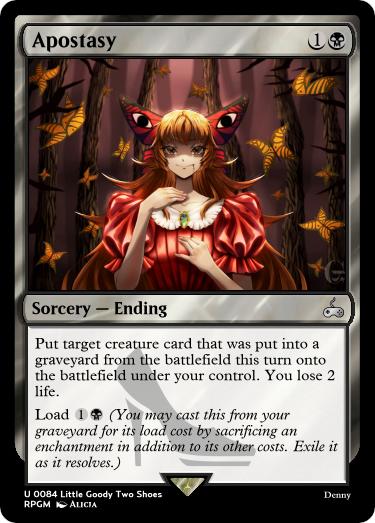 Apostasy 1
Sorcery — Ending
Put target creature card that was put into a
graveyard from the battlefield this turn onto
the battlefield under your control. You lose 2
life.
Load 1 (You may cast this from your
graveyard for its load cost by sacrificing an
enchantment in addition to its other costs. Exile it
as it resolves.)
U 0084 Little Goody Two Shoes
RPGM Alicia
Denny